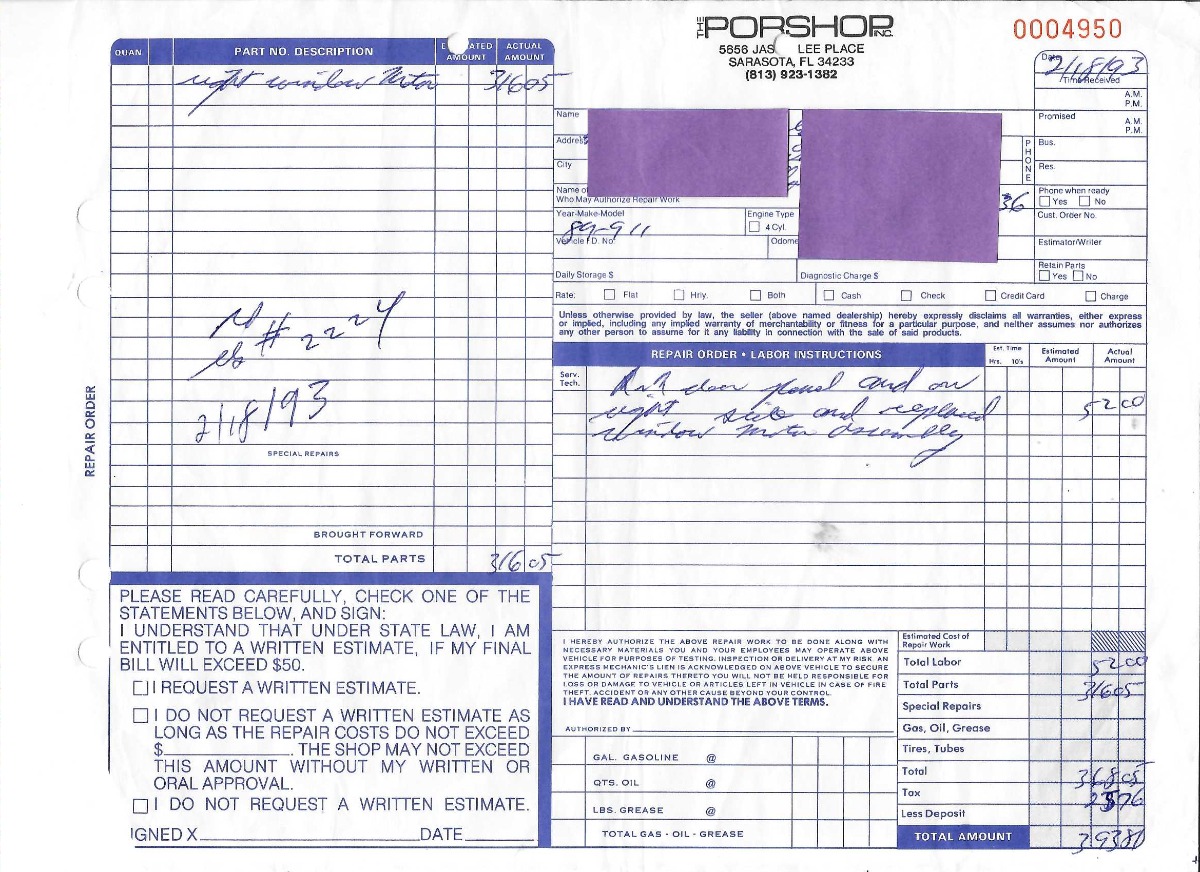 THE PORSHOP INC.
5656 JAS LEE PLACE
SARASOTA, FL 34233
(813) 923-1382
0004950
Date 2/18/93
Time Received
A.M.
P.M.
Promised
A.M.
P.M.
PHONE
Bus.
Res.
Phone when ready
Yes No
Cust. Order No.
Estimator/Writer
Retain Parts
Yes No
Name
Address
City
Name of
Who May Authorize Repair Work
36
Year-Make-Model
89-911
Engine Type
4 Cyl.
Vehicle I.D. No.
Odome
Daily Storage $ Diagnostic Charge $
Rate: Flat Hrly. Both Cash Check Credit Card Charge
Unless otherwise provided by law, the seller (above named dealership) hereby expressly disclaims all warranties, either express
or implied, including any implied warranty of merchantability or fitness for a particular purpose, and neither assumes nor authorizes
any other person to assume for it any liability in connection with the sale of said products.
QUAN. PART NO. DESCRIPTION AMOUNT ACTUAL AMOUNT
right window Motor 316 05
# 2224
2/18/93
SPECIAL REPAIRS
BROUGHT FORWARD
TOTAL PARTS 316 05
REPAIR ORDER
REPAIR ORDER • LABOR INSTRUCTIONS Est. Time Hrs. 10's Estimated Amount Actual Amount
Serv. Tech.
R&R door panel and on
right side and replaced 52 00
window motor assembly
PLEASE READ CAREFULLY, CHECK ONE OF THE
STATEMENTS BELOW, AND SIGN:
I UNDERSTAND THAT UNDER STATE LAW, I AM
ENTITLED TO A WRITTEN ESTIMATE, IF MY FINAL
BILL WILL EXCEED $50.
I REQUEST A WRITTEN ESTIMATE.
I DO NOT REQUEST A WRITTEN ESTIMATE AS
LONG AS THE REPAIR COSTS DO NOT EXCEED
$ . THE SHOP MAY NOT EXCEED
THIS AMOUNT WITHOUT MY WRITTEN OR
ORAL APPROVAL.
I DO NOT REQUEST A WRITTEN ESTIMATE.
IGNED X DATE
I HEREBY AUTHORIZE THE ABOVE REPAIR WORK TO BE DONE ALONG WITH
NECESSARY MATERIALS YOU AND YOUR EMPLOYEES MAY OPERATE ABOVE
VEHICLE FOR PURPOSES OF TESTING. INSPECTION OR DELIVERY AT MY RISK. AN
EXPRESS MECHANIC'S LIEN IS ACKNOWLEDGED ON ABOVE VEHICLE TO SECURE
THE AMOUNT OF REPAIRS THERETO YOU WILL NOT BE HELD RESPONSIBLE FOR
LOSS OR DAMAGE TO VEHICLE OR ARTICLES LEFT IN VEHICLE IN CASE OF FIRE
THEFT. ACCIDENT OR ANY OTHER CAUSE BEYOND YOUR CONTROL.
I HAVE READ AND UNDERSTAND THE ABOVE TERMS.
AUTHORIZED BY
GAL. GASOLINE @
QTS. OIL @
LBS. GREASE @
TOTAL GAS - OIL - GREASE
Estimated Cost of
Repair Work
Total Labor 52 00
Total Parts 316 05
Special Repairs
Gas, Oil, Grease
Tires, Tubes
Total 368 05
Tax 25 76
Less Deposit
TOTAL AMOUNT 393 81